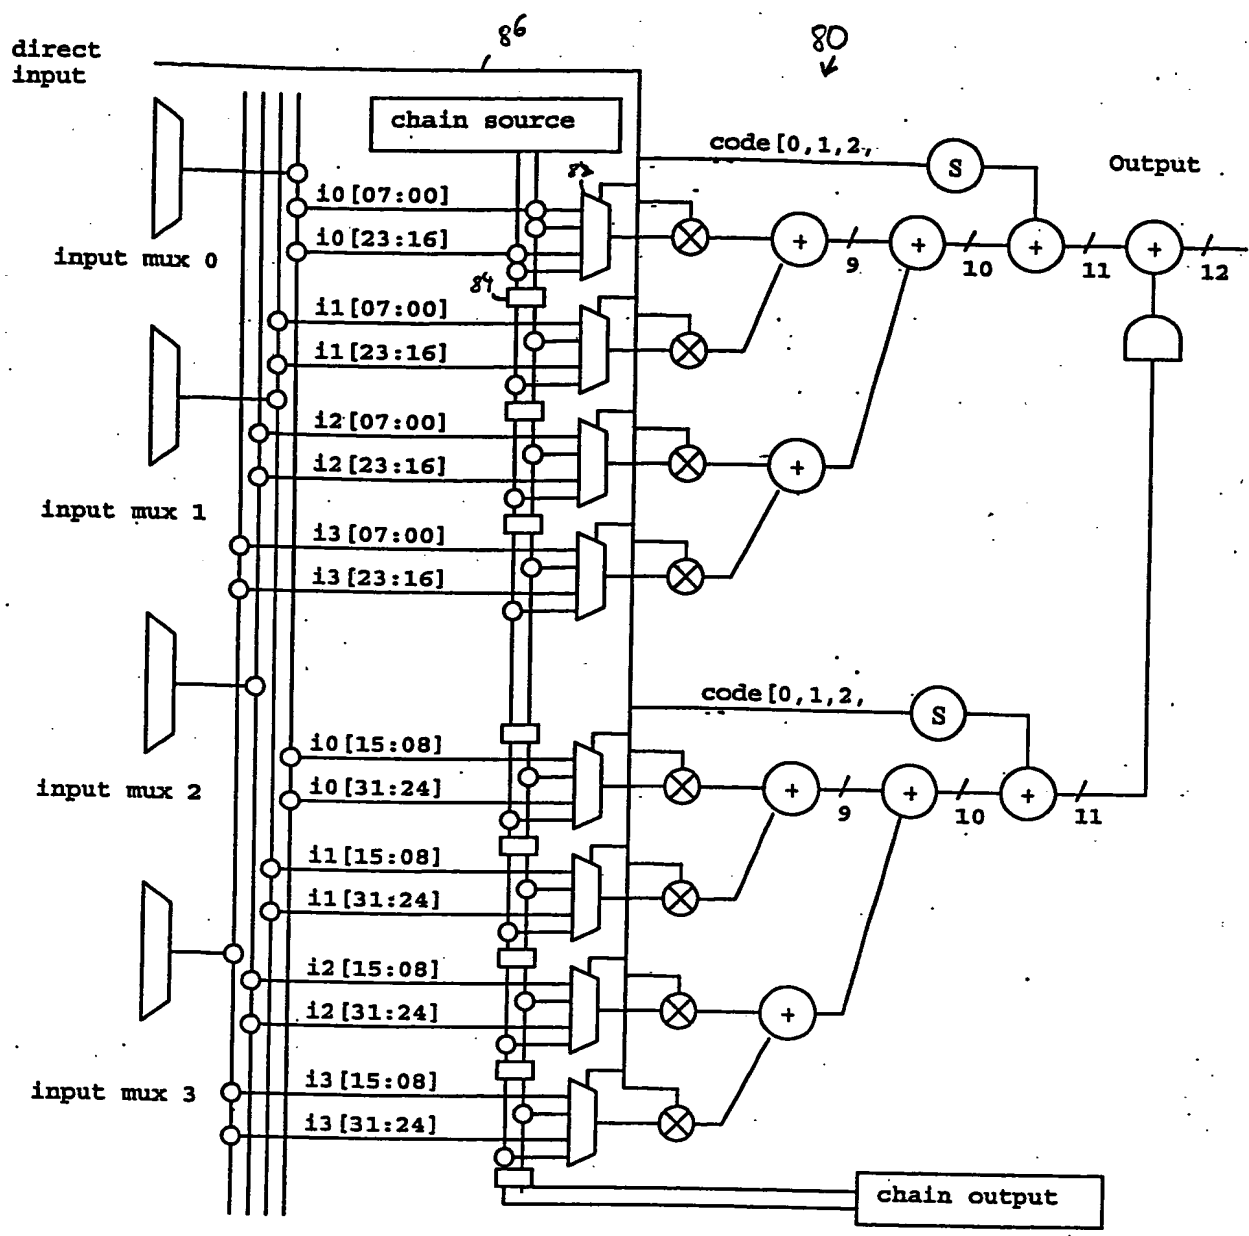 86
80
direct
input
chain source
code[0,1,2,
S
Output
82
i0[07:00]
input mux 0
i0[23:16]
+
9
+
10
+
11
+
12
84
i1[07:00]
i1[23:16]
i2[07:00]
i2[23:16]
+
input mux 1
i3[07:00]
i3[23:16]
code[0,1,2,
S
i0[15:08]
input mux 2
i0[31:24]
+
9
+
10
+
11
i1[15:08]
i1[31:24]
i2[15:08]
i2[31:24]
+
input mux 3
i3[15:08]
i3[31:24]
chain output